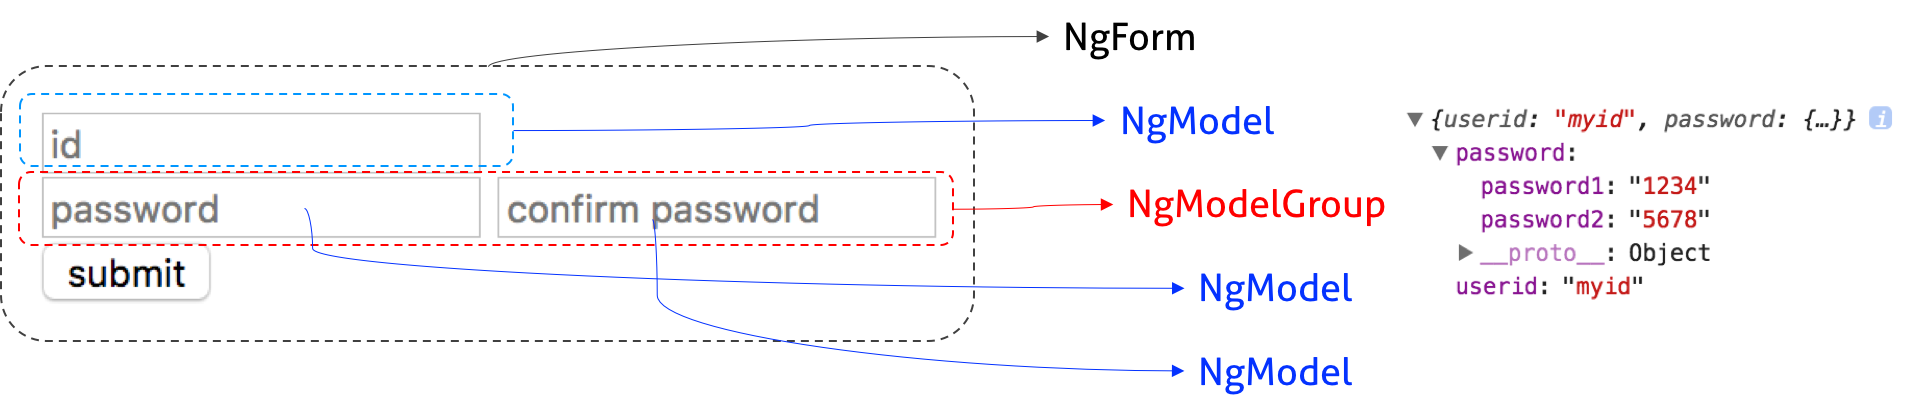 NgForm
id
NgModel
password
confirm password
NgModelGroup
submit
NgModel
NgModel
▼{userid: "myid", password: {…}} i
▼password:
password1: "1234"
password2: "5678"
▶__proto__: Object
userid: "myid"